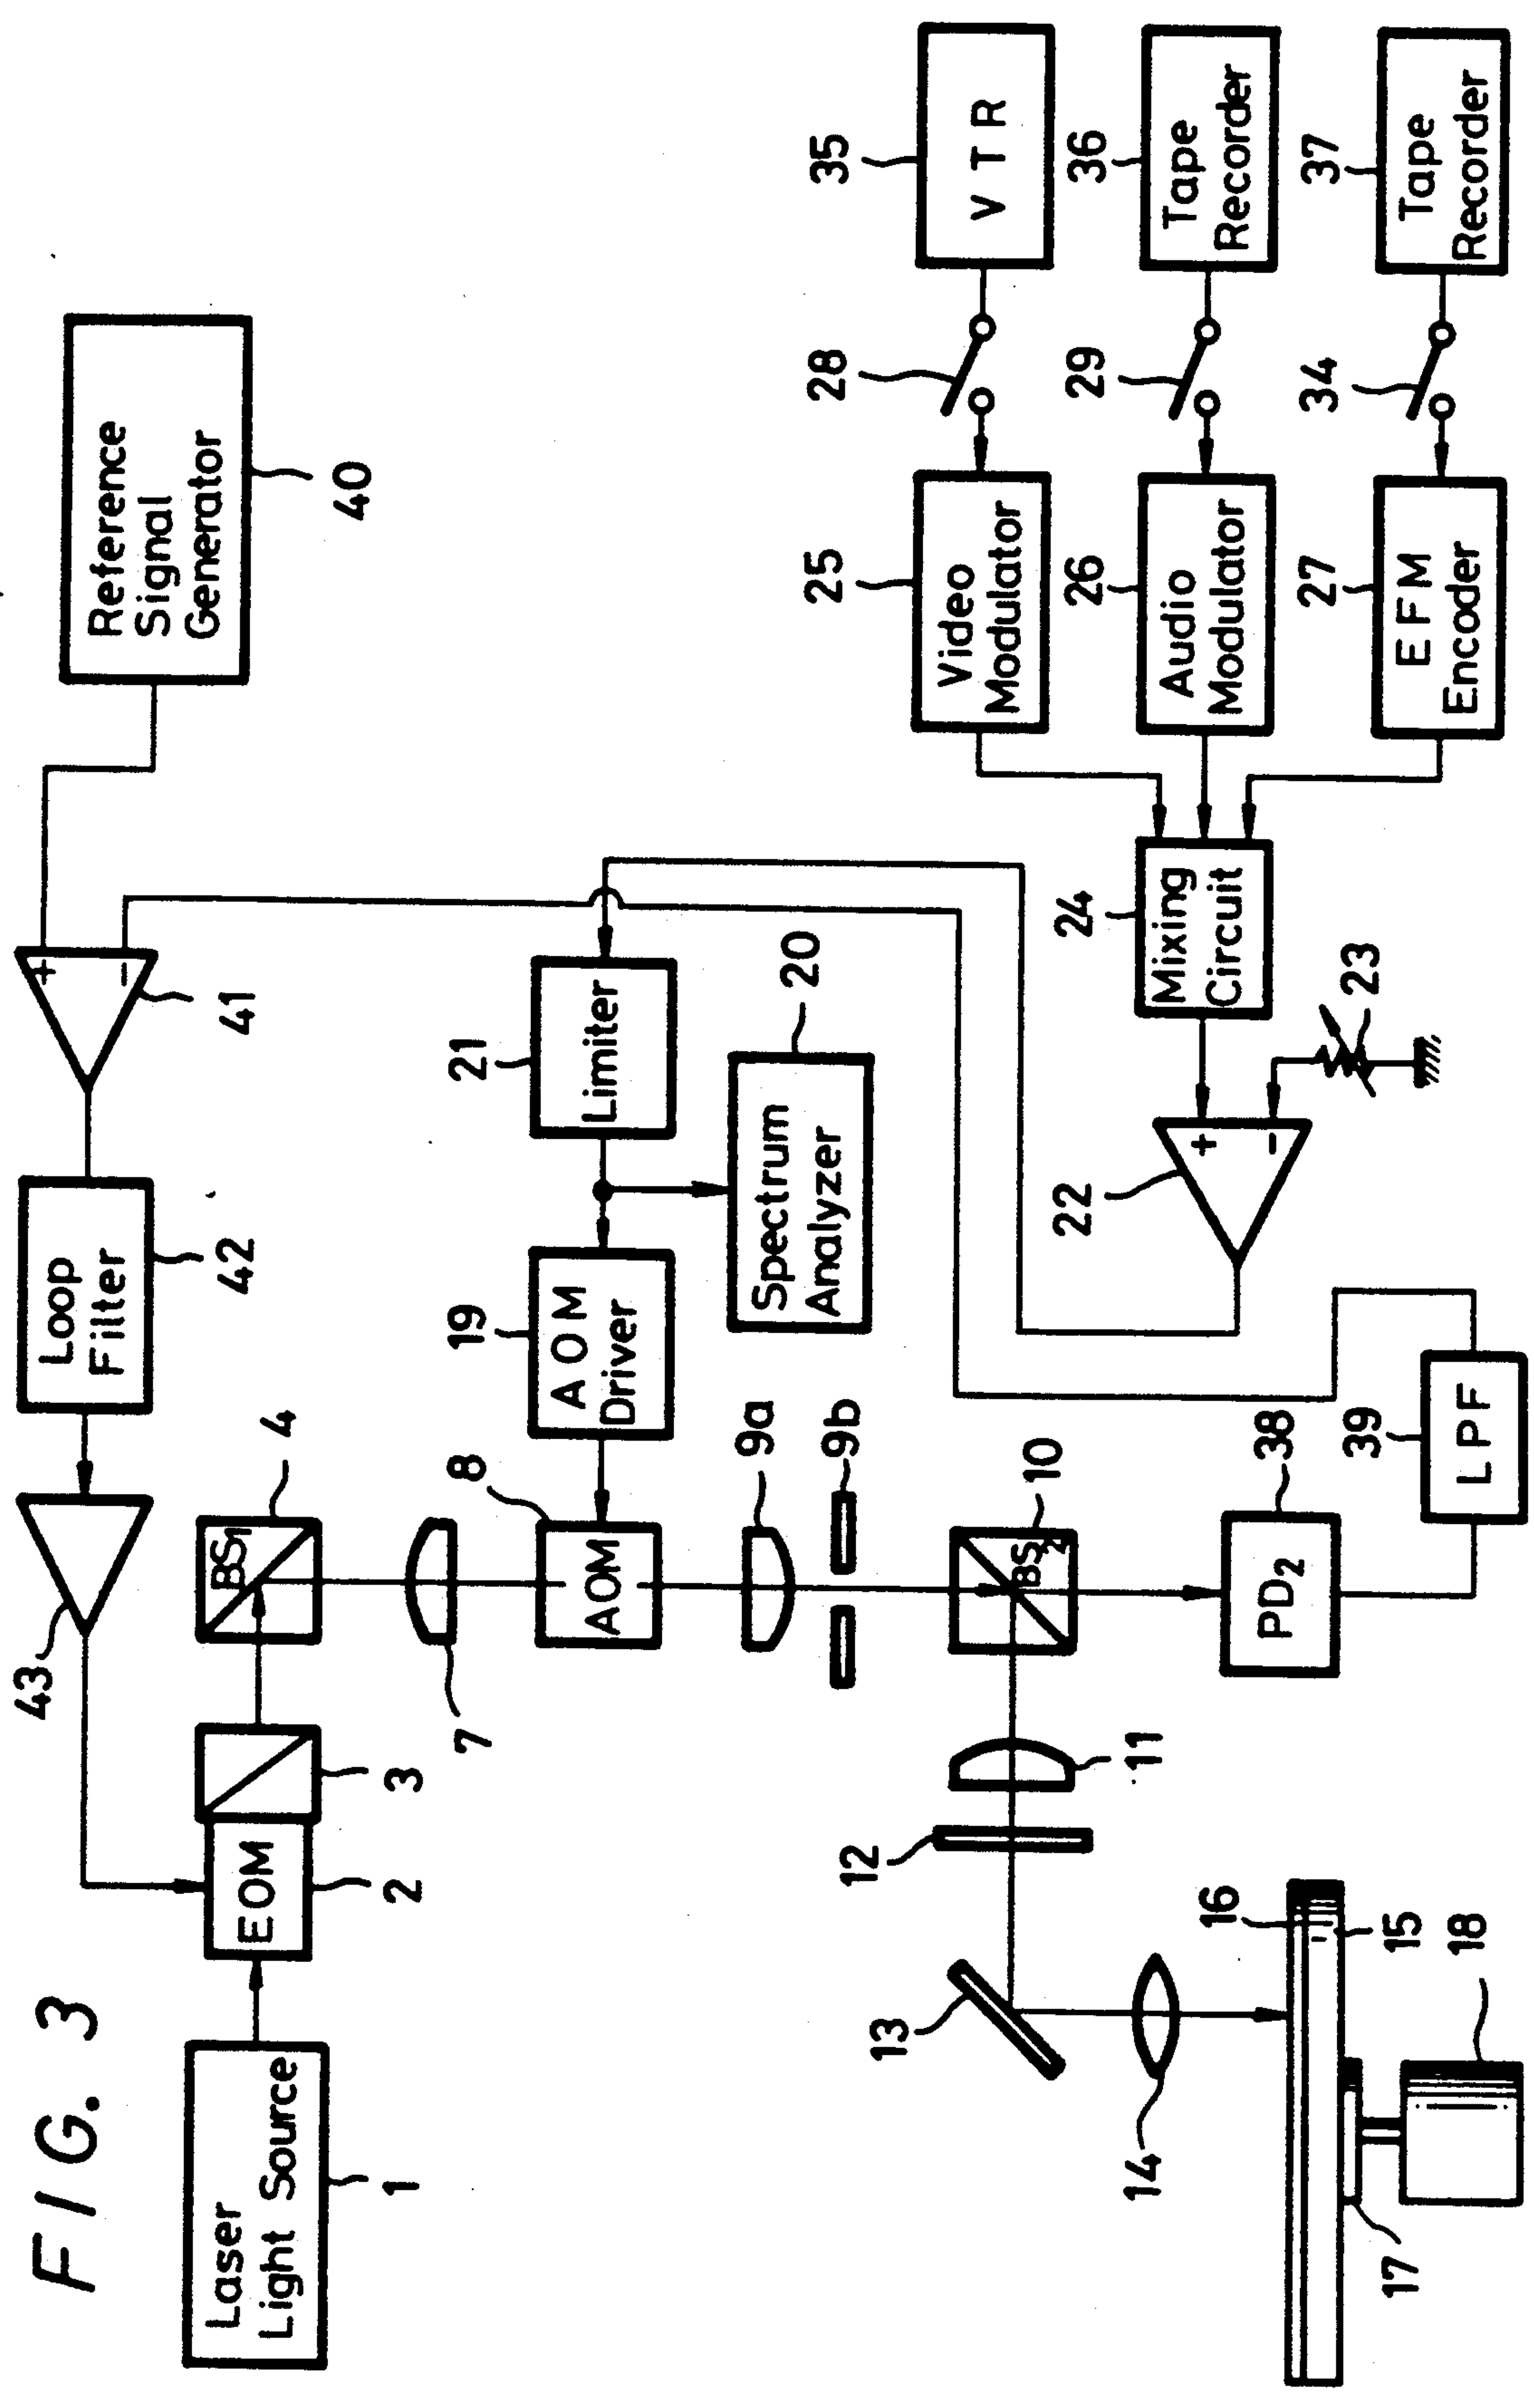 FIG. 3
Reference
Signal
Generator
40
+
−
41
Loop
Filter
42
43
Laser
Light Source
1
EOM
2
3
BS1
4
7
AOM
8
AOM
Driver
19
Limiter
21
Spectrum
Analyzer
20
9a
9b
BS2
10
11
12
13
14
16
15
17
18
PD2
38
LPF
39
+
−
22
23
Mixing
Circuit
24
Video
Modulator
25
28
VTR
35
Audio
Modulator
26
29
Tape
Recorder
36
EFM
Encoder
27
34
Tape
Recorder
37